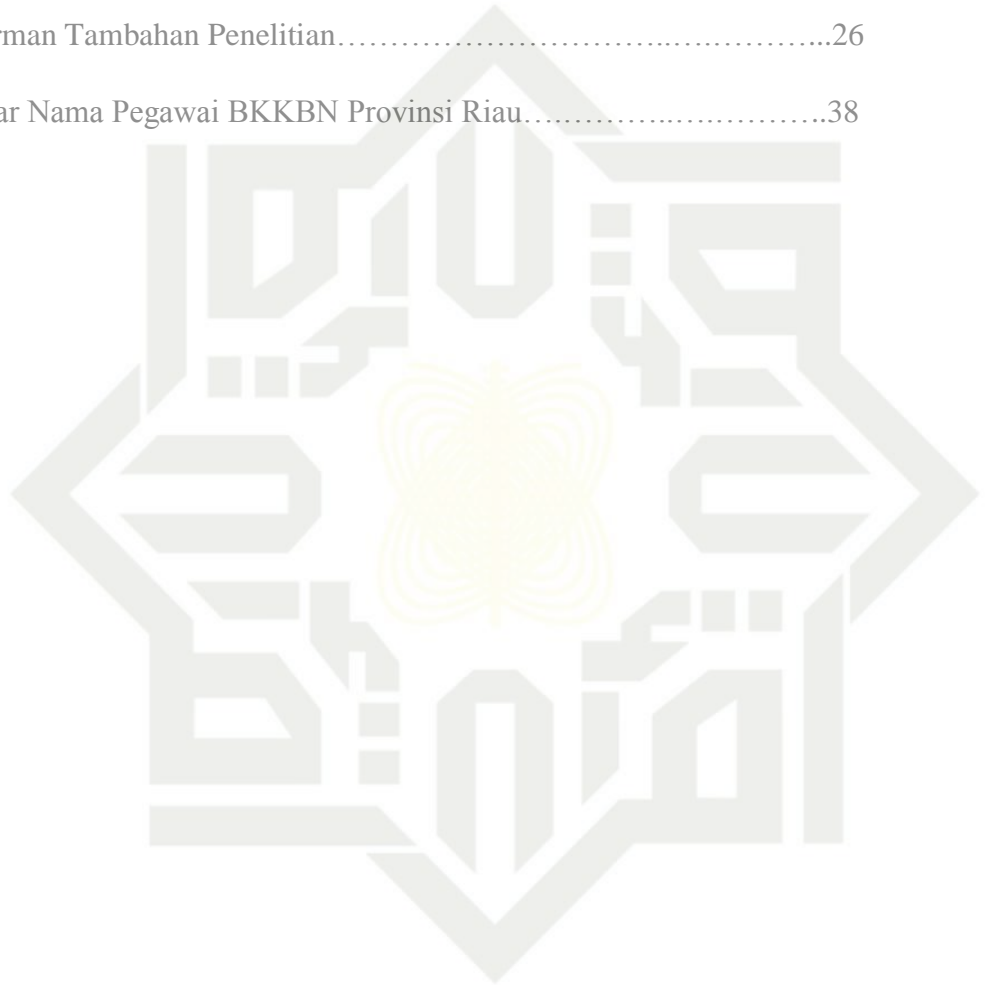 rman Tambahan Penelitian……………………………..….………...26
ar Nama Pegawai BKKBN Provinsi Riau….………..….………..38